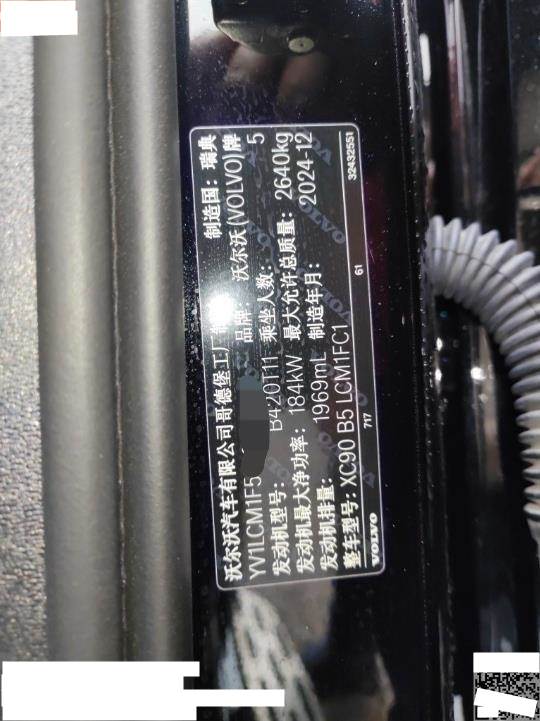 沃尔沃汽车有限公司哥德堡工厂 制造国：瑞典
YV1LCM1F5 品牌：沃尔沃(VOLVO)牌
发动机型号： B420T11 乘坐人数： 5
发动机最大净功率： 184kW 最大允许总质量： 2640kg
发动机排量： 1969mL 制造年月： 2024-12
整车型号：XC90 B5 LCM1FC1
VOLVO 717 61 32432551